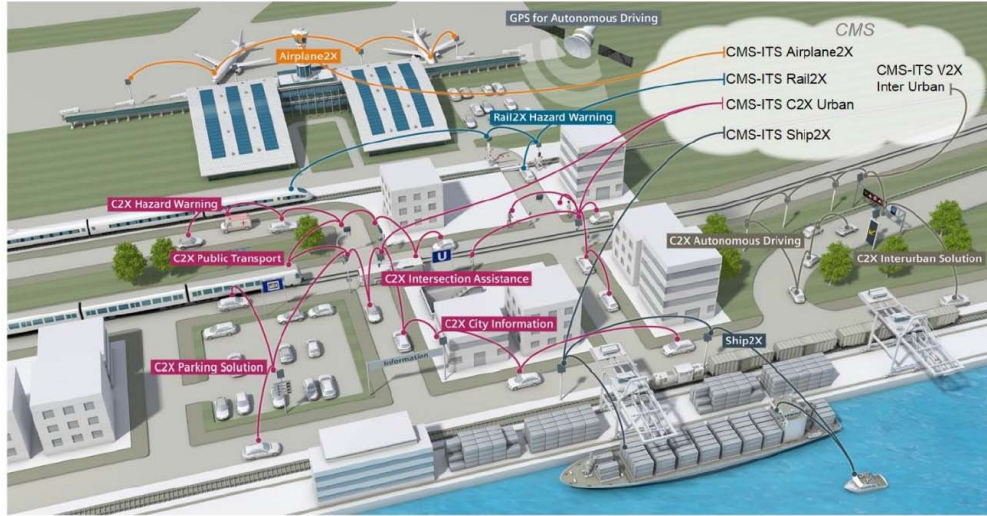 GPS for Autonomous Driving
CMS
Airplane2X
CMS-ITS Airplane2X
CMS-ITS V2X
Inter Urban
CMS-ITS Rail2X
CMS-ITS C2X Urban
Rail2X Hazard Warning
CMS-ITS Ship2X
C2X Hazard Warning
C2X Autonomous Driving
C2X Public Transport
U
C2X Interurban Solution
C2X Intersection Assistance
C2X City Information
Ship2X
Information
C2X Parking Solution